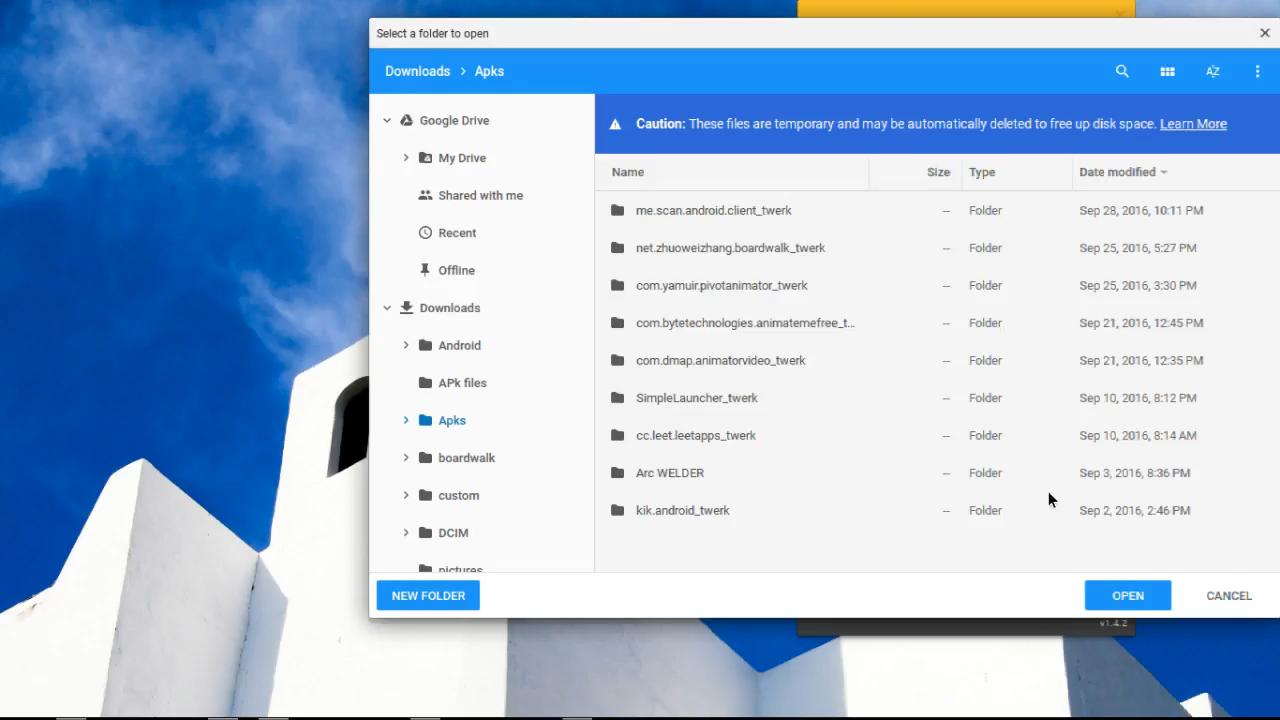 Select a folder to open
Downloads > Apks
Caution: These files are temporary and may be automatically deleted to free up disk space. Learn More
Google Drive
My Drive
Shared with me
Recent
Offline
Downloads
Android
APk files
Apks
boardwalk
custom
DCIM
pictures
Name Size Type Date modified
me.scan.android.client_twerk -- Folder Sep 28, 2016, 10:11 PM
net.zhuoweizhang.boardwalk_twerk -- Folder Sep 25, 2016, 5:27 PM
com.yamuir.pivotanimator_twerk -- Folder Sep 25, 2016, 3:30 PM
com.bytetechnologies.animatemefree_t... -- Folder Sep 21, 2016, 12:45 PM
com.dmap.animatorvideo_twerk -- Folder Sep 21, 2016, 12:35 PM
SimpleLauncher_twerk -- Folder Sep 10, 2016, 8:12 PM
cc.leet.leetapps_twerk -- Folder Sep 10, 2016, 8:14 AM
Arc WELDER -- Folder Sep 3, 2016, 8:36 PM
kik.android_twerk -- Folder Sep 2, 2016, 2:46 PM
NEW FOLDER
OPEN
CANCEL
v1.4.2